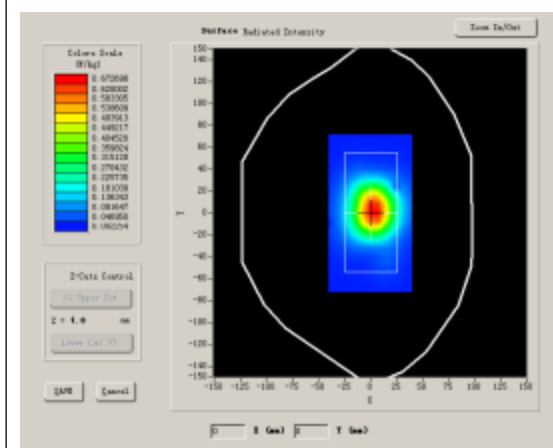 Surface Radiated Intensity
Zoom In/Out
Colors Scale
(W/kg)
0.672698
0.628002
0.583305
0.538609
0.493913
0.449217
0.404520
0.359824
0.315128
0.270432
0.225735
0.181039
0.136343
0.091647
0.046950
0.002254
150
140
120
100
80
60
40
20
0
-20
-40
-60
-80
-100
-120
-140
-150
Y
-150 -125 -100 -75 -50 -25 0 25 50 75 100 125 150
X
Z-Cuts Control
Upper Cut
Z = 4.0 mm
Lower Cut >>
SAVE
Cancel
0 X (mm) 0 Y (mm)